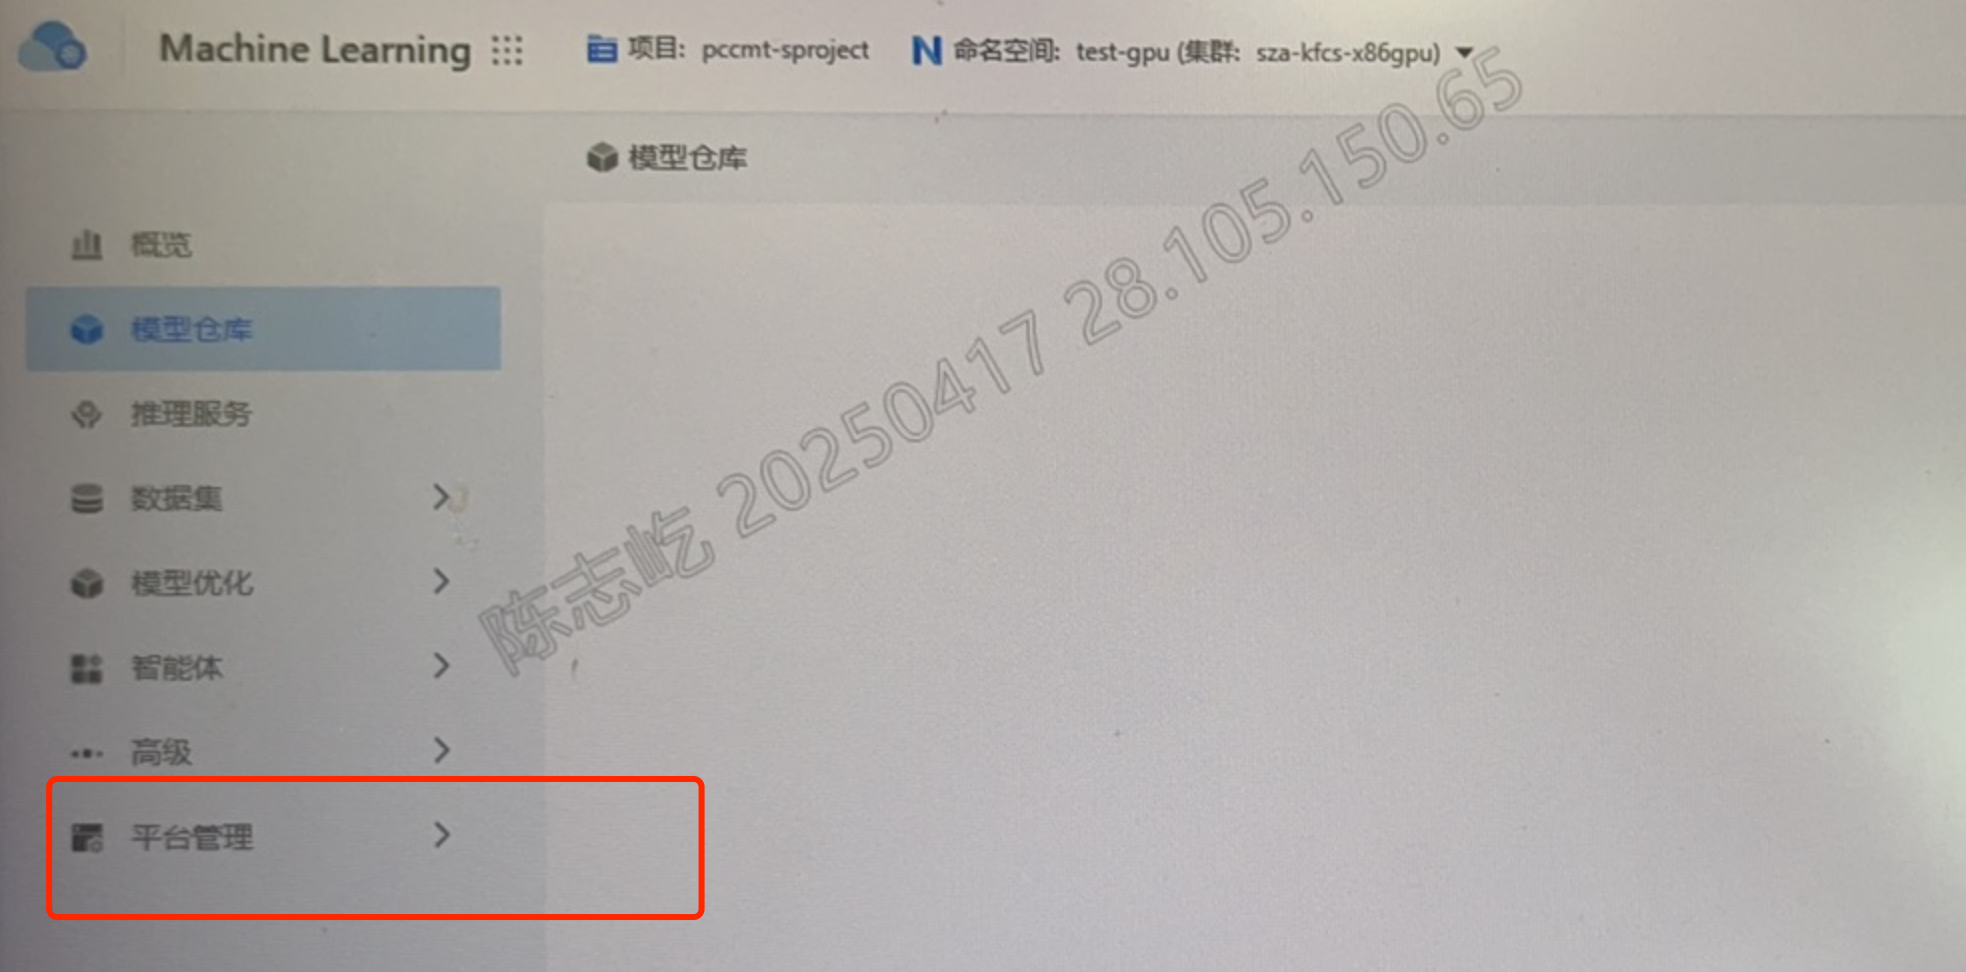 Machine Learning
项目: pccmt-sproject
命名空间: test-gpu (集群: sza-kfcs-x86gpu)
模型仓库
概览
模型仓库
推理服务
数据集
模型优化
智能体
高级
平台管理
陈志屹 20250417 28.105.150.65